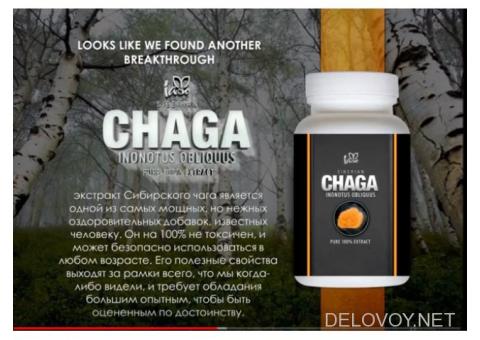 LOOKS LIKE WE FOUND ANOTHER
BREAKTHROUGH
SIBERIAN
CHAGA
INONOTUS OBLIQUUS
PURE 100% EXTRACT
экстракт Сибирского чага является
одной из самых мощных, но нежных
оздоровительных добавок, известных
человеку. Он на 100% не токсичен, и
может безопасно использоваться в
любом возрасте. Его полезные свойства
выходят за рамки всего, что мы когда-
либо видели, и требует обладания
большим опытным, чтобы быть
оцененным по достоинству.
SIBERIAN
CHAGA
INONOTUS OBLIQUUS
PURE 100% EXTRACT
DELOVOY.NET